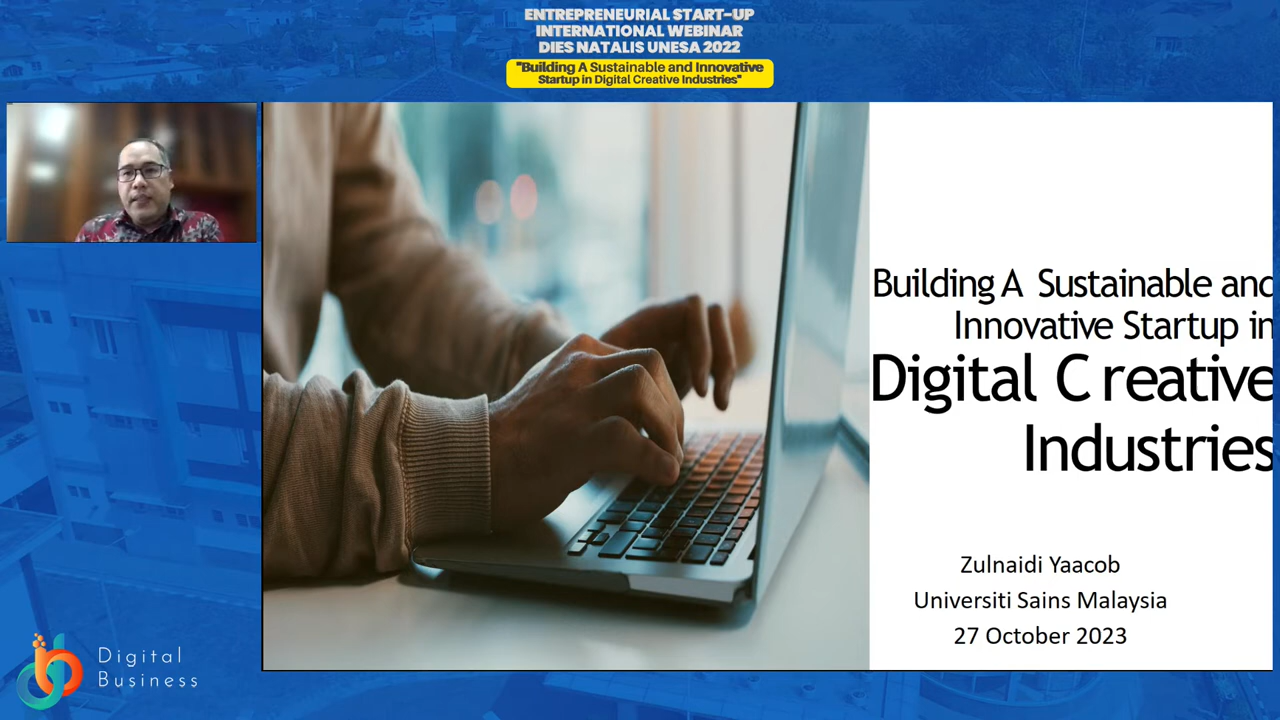 ENTREPRENEURIAL START-UP
INTERNATIONAL WEBINAR
DIES NATALIS UNESA 2022
"Building A Sustainable and Innovative
Startup in Digital Creative Industries"
Building A Sustainable and
Innovative Startup in
Digital Creative
Industries
Zulnaidi Yaacob
Universiti Sains Malaysia
27 October 2023
Digital
Business